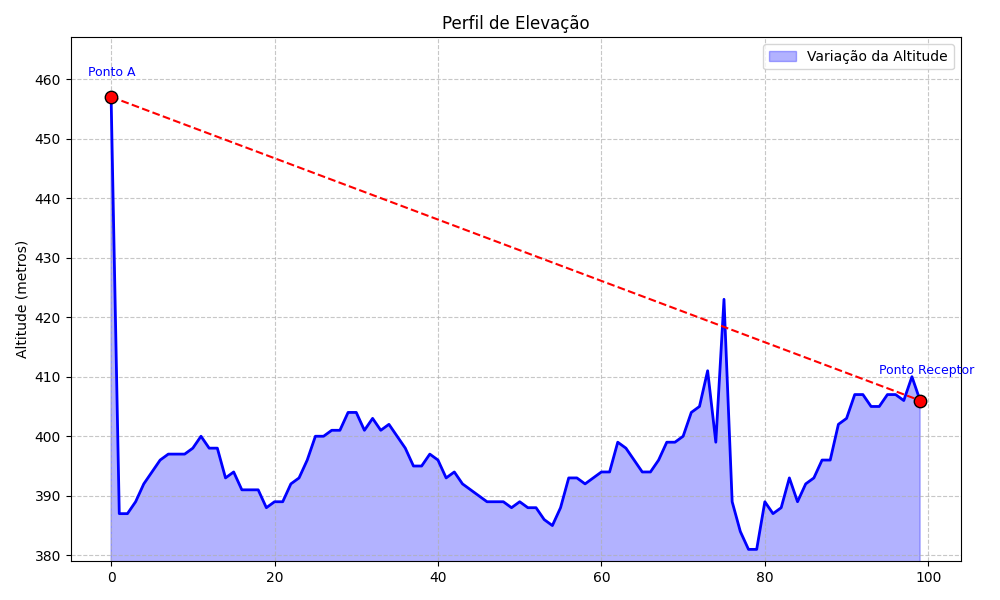 Perfil de Elevação
Variação da Altitude
Ponto A
Ponto Receptor
Altitude (metros)
460
450
440
430
420
410
400
390
380
0 20 40 60 80 100